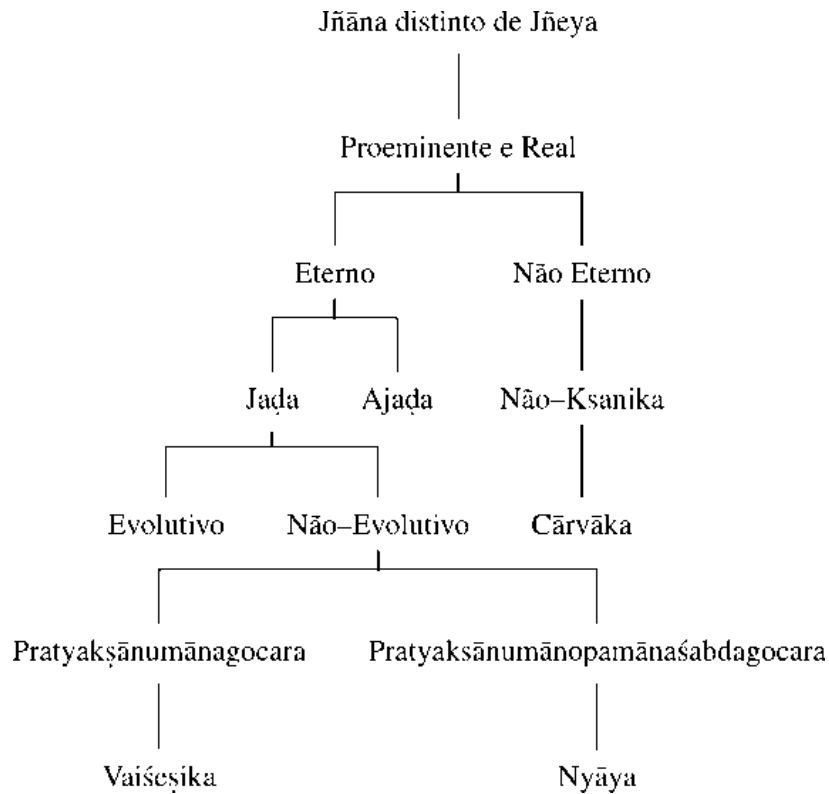 Jñāna distinto de Jñeya
Proeminente e Real
Eterno Não Eterno
Jaḍa Ajaḍa Não–Ksanika
Evolutivo Não–Evolutivo Cārvāka
Pratyakṣānumānagocara Pratyaksānumānopamānaśabdagocara
Vaiśeṣika Nyāya